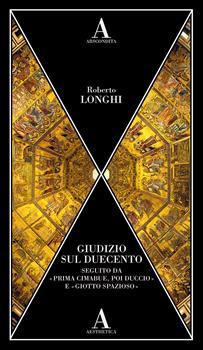 A
ABSCONDITA
Roberto
LONGHI
GIUDIZIO
SUL DUECENTO
SEGUITO DA
«PRIMA CIMABUE, POI DUCCIO»
E «GIOTTO SPAZIOSO»
A
AESTHETICA